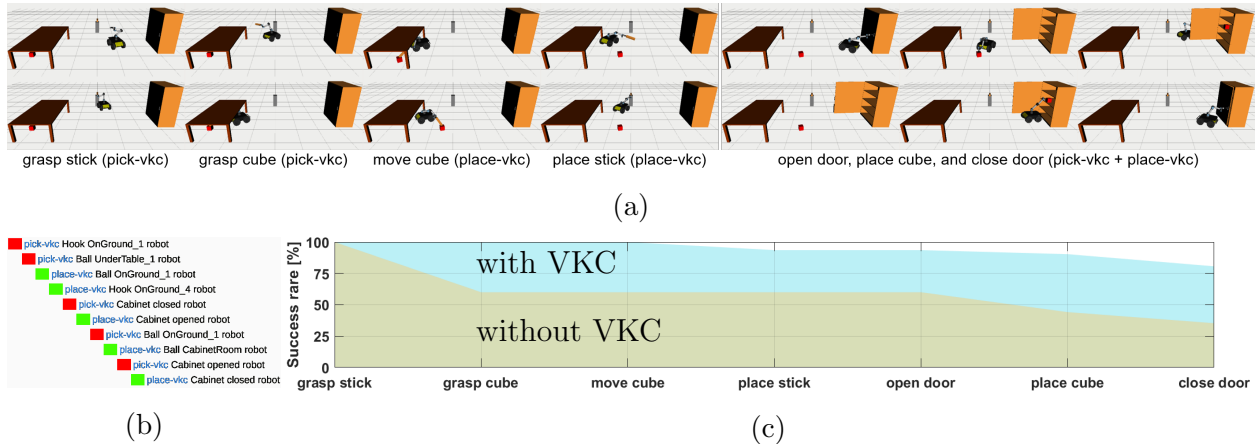 grasp stick (pick-vkc)
grasp cube (pick-vkc)
move cube (place-vkc)
place stick (place-vkc)
open door, place cube, and close door (pick-vkc + place-vkc)
(a)
pick-vkc Hook OnGround_1 robot
pick-vkc Ball UnderTable_1 robot
place-vkc Ball OnGround_1 robot
place-vkc Hook OnGround_4 robot
pick-vkc Cabinet closed robot
place-vkc Cabinet opened robot
pick-vkc Ball OnGround_1 robot
place-vkc Ball CabinetRoom robot
pick-vkc Cabinet opened robot
place-vkc Cabinet closed robot
(b)
Success rare [%]
100
75
50
25
0
with VKC
without VKC
grasp stick
grasp cube
move cube
place stick
open door
place cube
close door
(c)